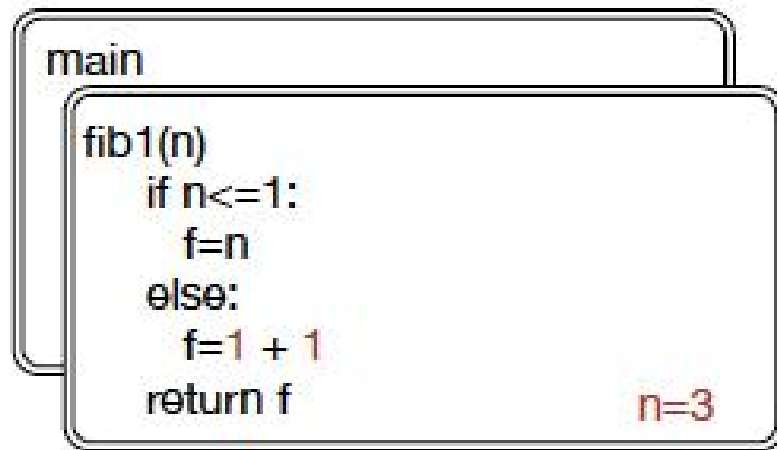 main
fib1(n)
if n<=1:
f=n
else:
f=1 + 1
return f
n=3